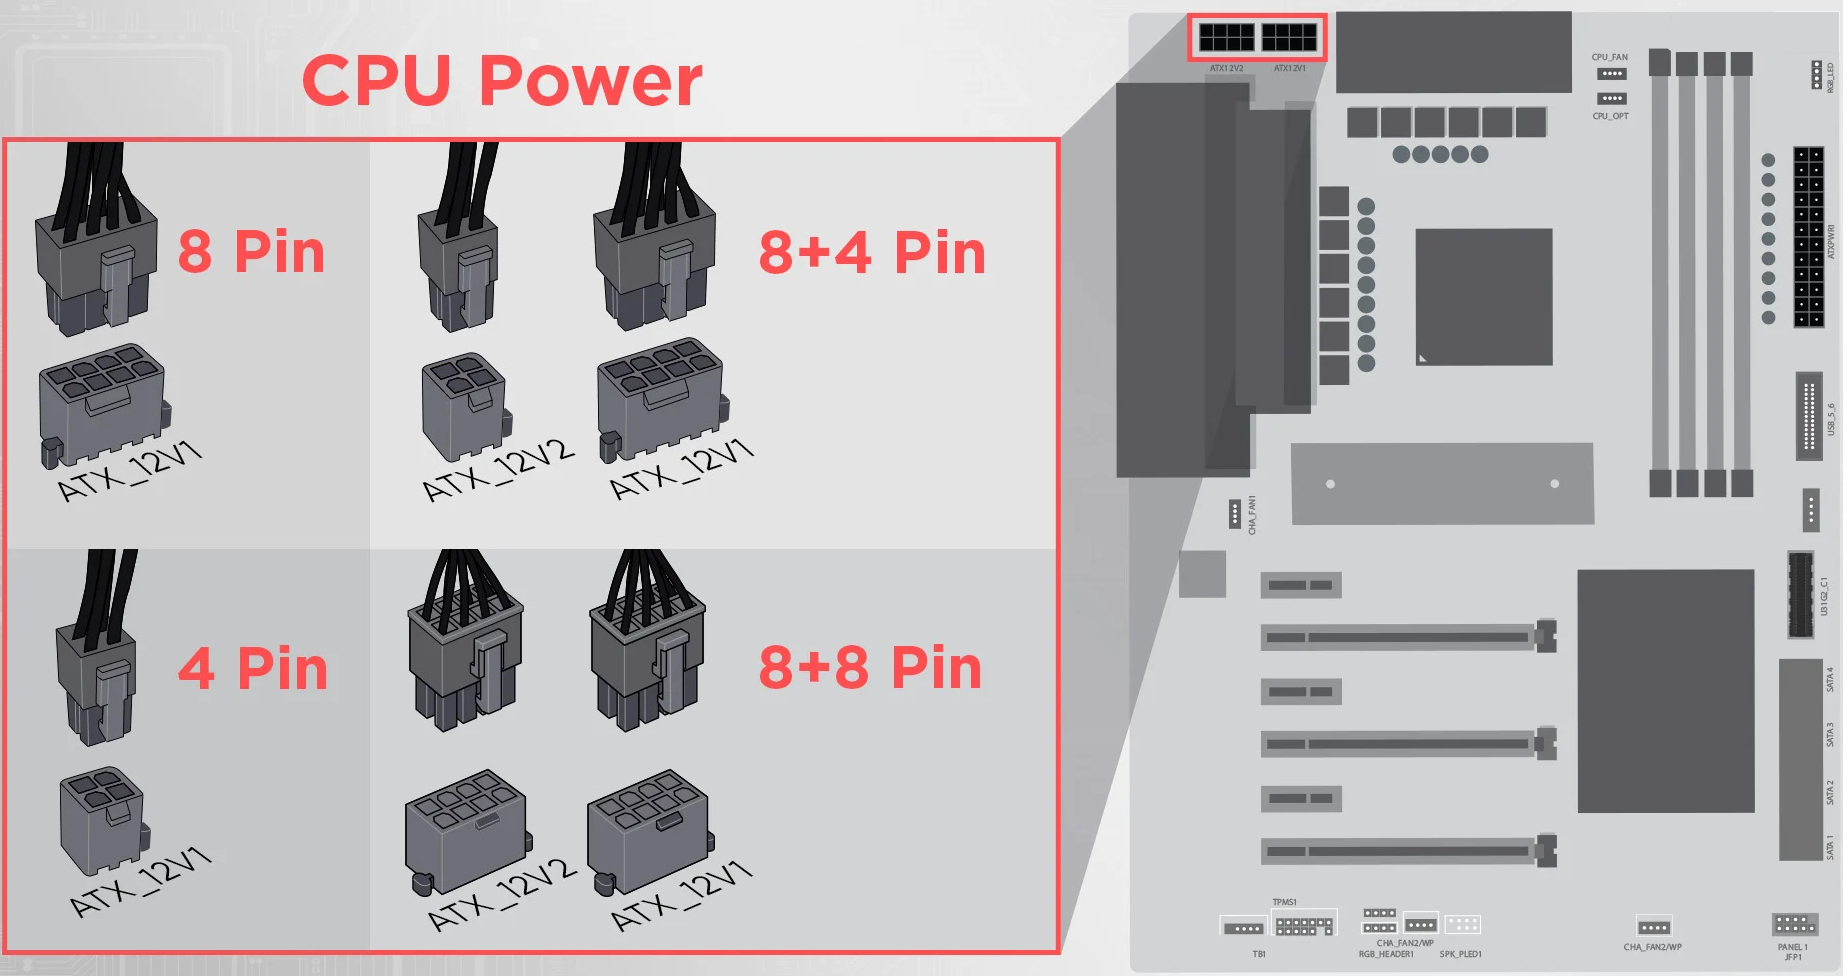 CPU Power
8 Pin
ATX_12V1
8+4 Pin
ATX_12V2
ATX_12V1
4 Pin
ATX_12V1
8+8 Pin
ATX_12V2
ATX_12V1
ATX12V2
ATX12V1
CPU_FAN
CPU_OPT
RGB_LED
ATXPWR1
USB_5_6
CHA_FAN1
U31G2_C1
SATA 4
SATA 3
SATA 2
SATA 1
TPMS1
TB1
CHA_FAN2/WP
RGB_HEADER1
SPK_PLED1
CHA_FAN2/WP
PANEL 1
JFP1